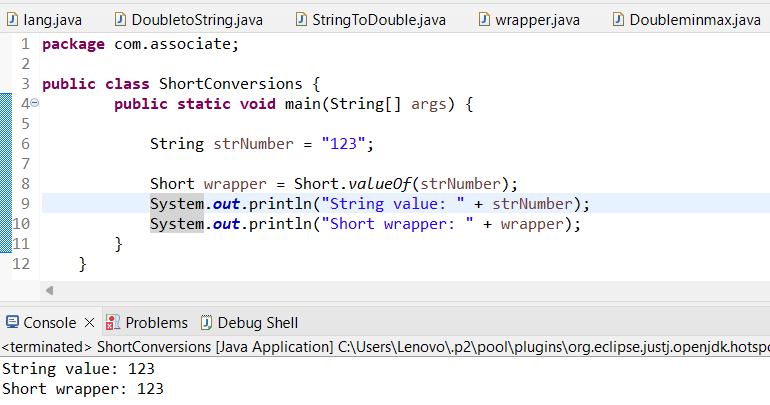 lang.java DoubletoString.java StringToDouble.java wrapper.java Doubleminmax.java
1 package com.associate;
2
3 public class ShortConversions {
4 public static void main(String[] args) {
5
6 String strNumber = "123";
7
8 Short wrapper = Short.valueOf(strNumber);
9 System.out.println("String value: " + strNumber);
10 System.out.println("Short wrapper: " + wrapper);
11 }
12 }
Console Problems Debug Shell
<terminated> ShortConversions [Java Application] C:\Users\Lenovo\.p2\pool\plugins\org.eclipse.justj.openjdk.hotspo
String value: 123
Short wrapper: 123